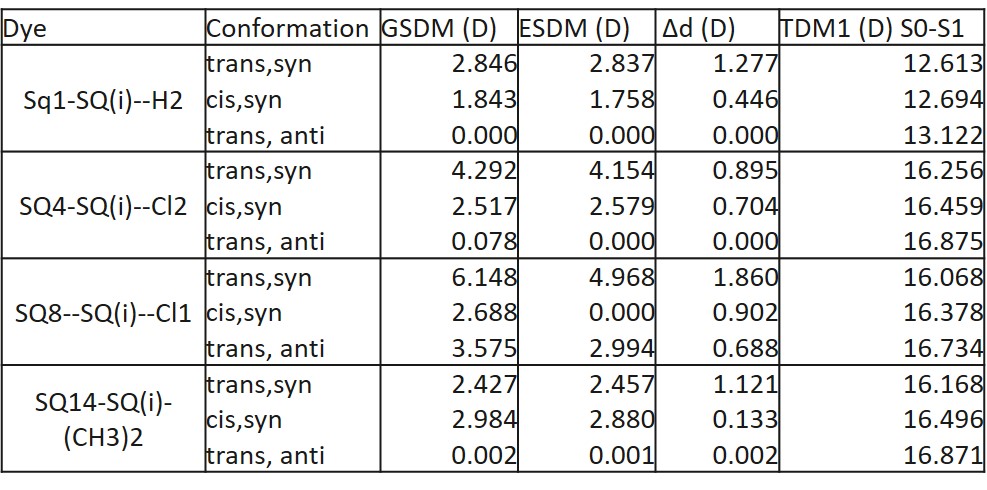 Dye Conformation GSDM (D) ESDM (D) Δd (D) TDM1 (D) S0-S1
Sq1-SQ(i)--H2
trans,syn 2.846 2.837 1.277 12.613
cis,syn 1.843 1.758 0.446 12.694
trans, anti 0.000 0.000 0.000 13.122
SQ4-SQ(i)--Cl2
trans,syn 4.292 4.154 0.895 16.256
cis,syn 2.517 2.579 0.704 16.459
trans, anti 0.078 0.000 0.000 16.875
SQ8--SQ(i)--Cl1
trans,syn 6.148 4.968 1.860 16.068
cis,syn 2.688 0.000 0.902 16.378
trans, anti 3.575 2.994 0.688 16.734
SQ14-SQ(i)-
(CH3)2
trans,syn 2.427 2.457 1.121 16.168
cis,syn 2.984 2.880 0.133 16.496
trans, anti 0.002 0.001 0.002 16.871